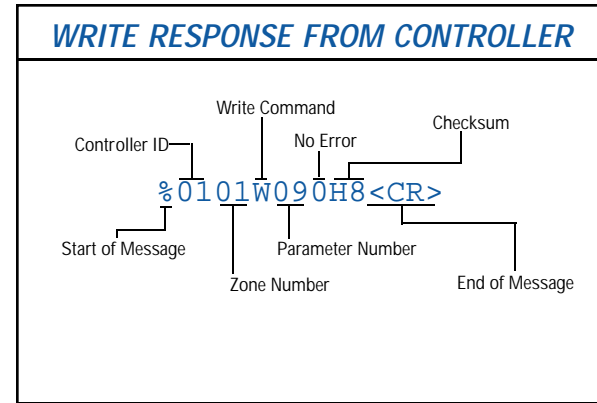 WRITE RESPONSE FROM CONTROLLER
Write Command
Checksum
Controller ID
No Error
%0101W090H8<CR>
Start of Message
Parameter Number
Zone Number
End of Message